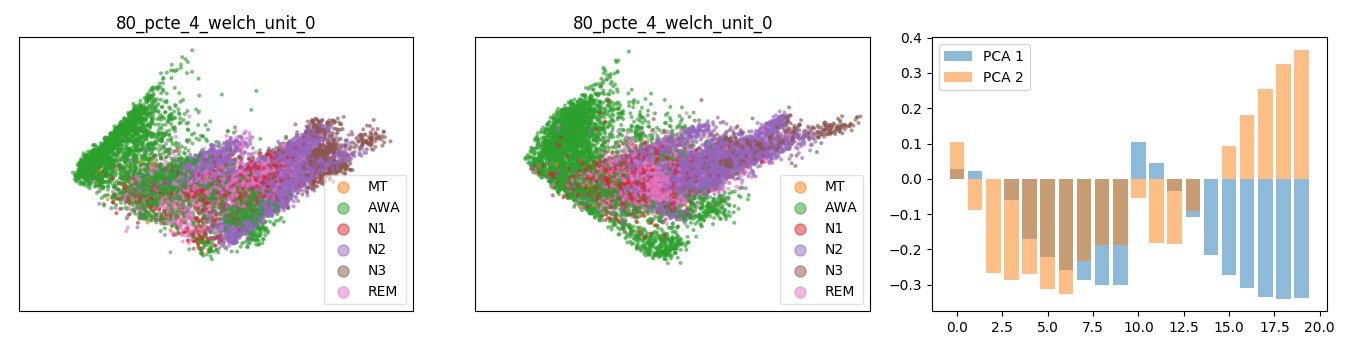 80_pcte_4_welch_unit_0
MT
AWA
N1
N2
N3
REM
80_pcte_4_welch_unit_0
MT
AWA
N1
N2
N3
REM
PCA 1
PCA 2
0.4
0.3
0.2
0.1
0.0
−0.1
−0.2
−0.3
0.0 2.5 5.0 7.5 10.0 12.5 15.0 17.5 20.0